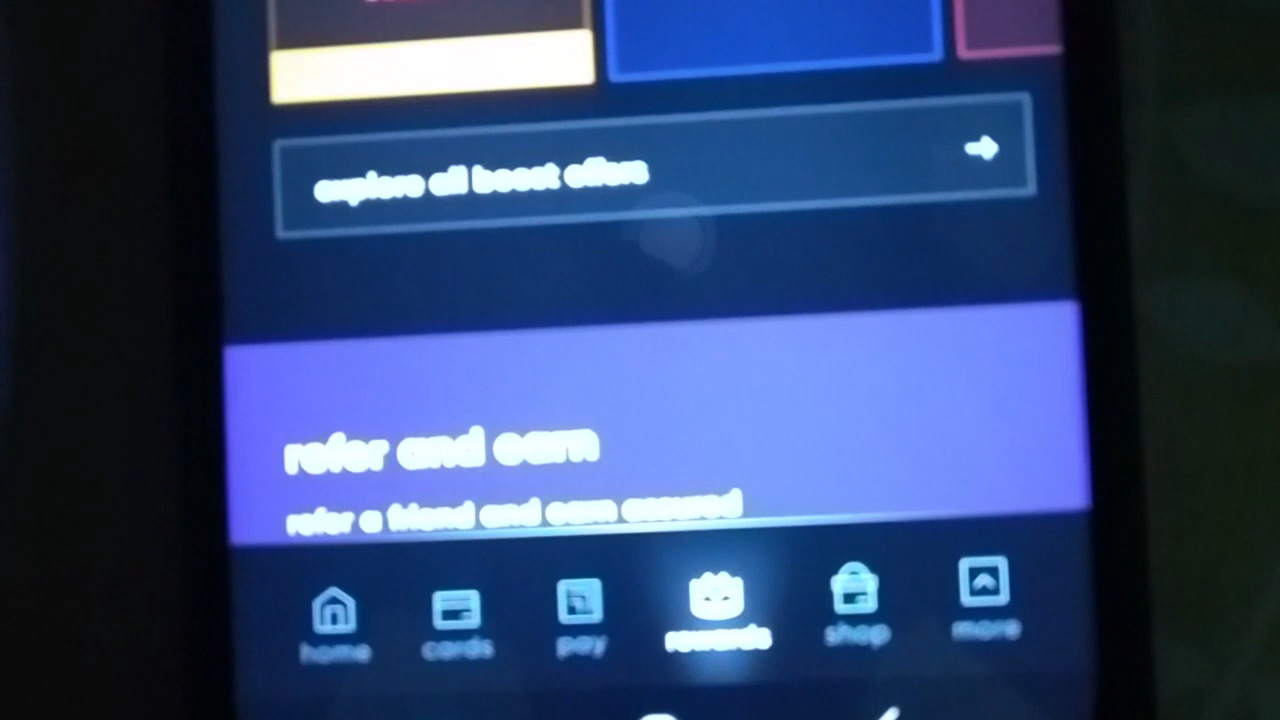 explore all boost offers
refer and earn
refer a friend and earn assured
home
cards
pay
rewards
shop
more